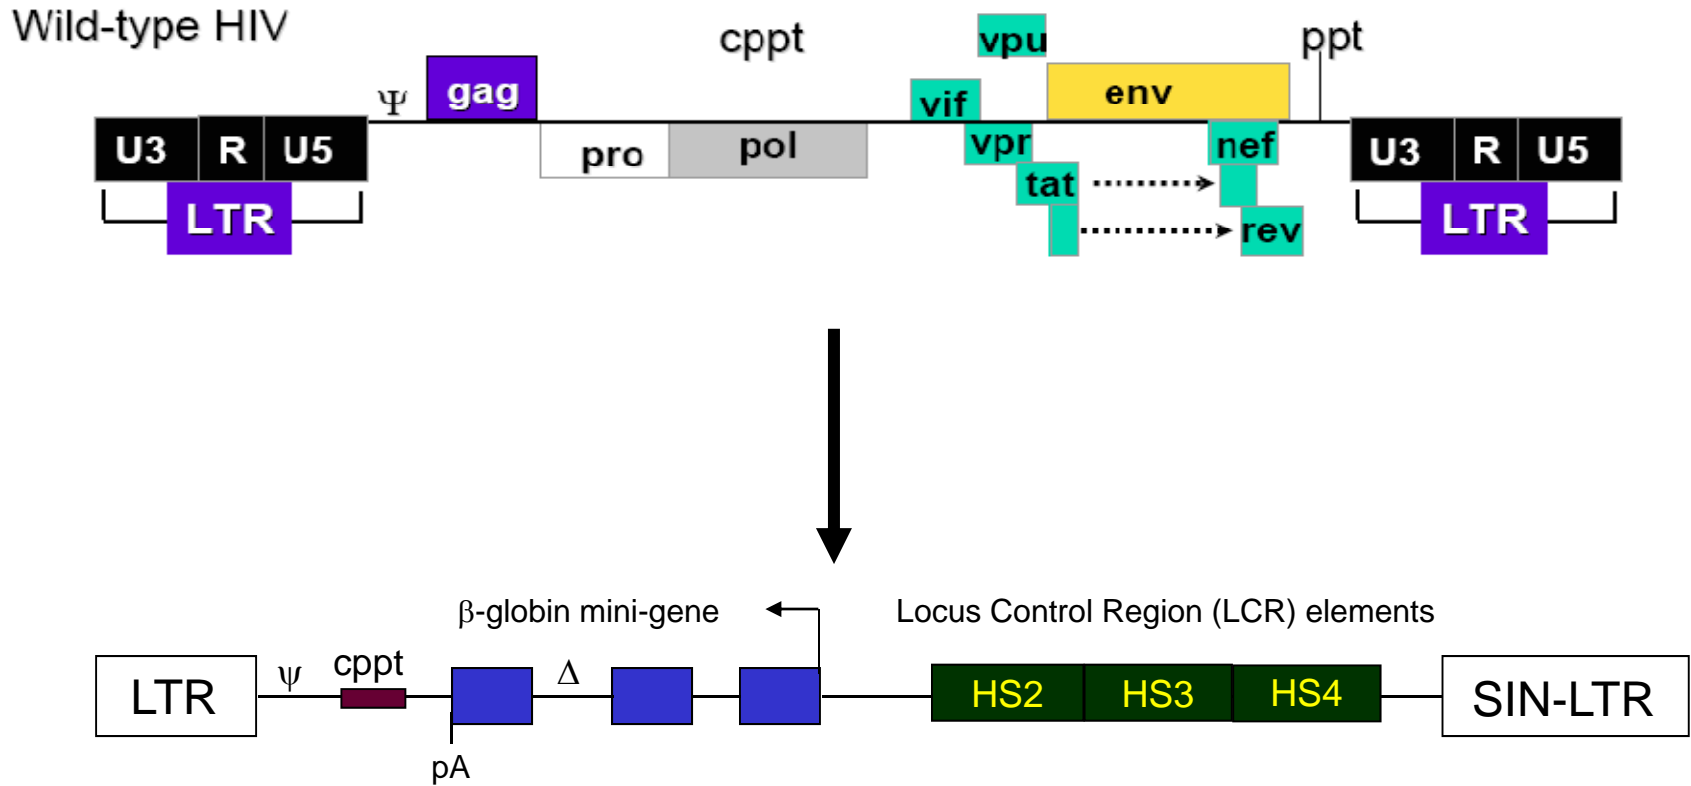 Wild-type HIV
cppt
vpu
ppt
Ψ
gag
vif
env
U3 R U5
pro
pol
vpr
nef
U3 R U5
tat
LTR
rev
LTR
β-globin mini-gene
Locus Control Region (LCR) elements
LTR
ψ
cppt
Δ
HS2 HS3 HS4
SIN-LTR
pA